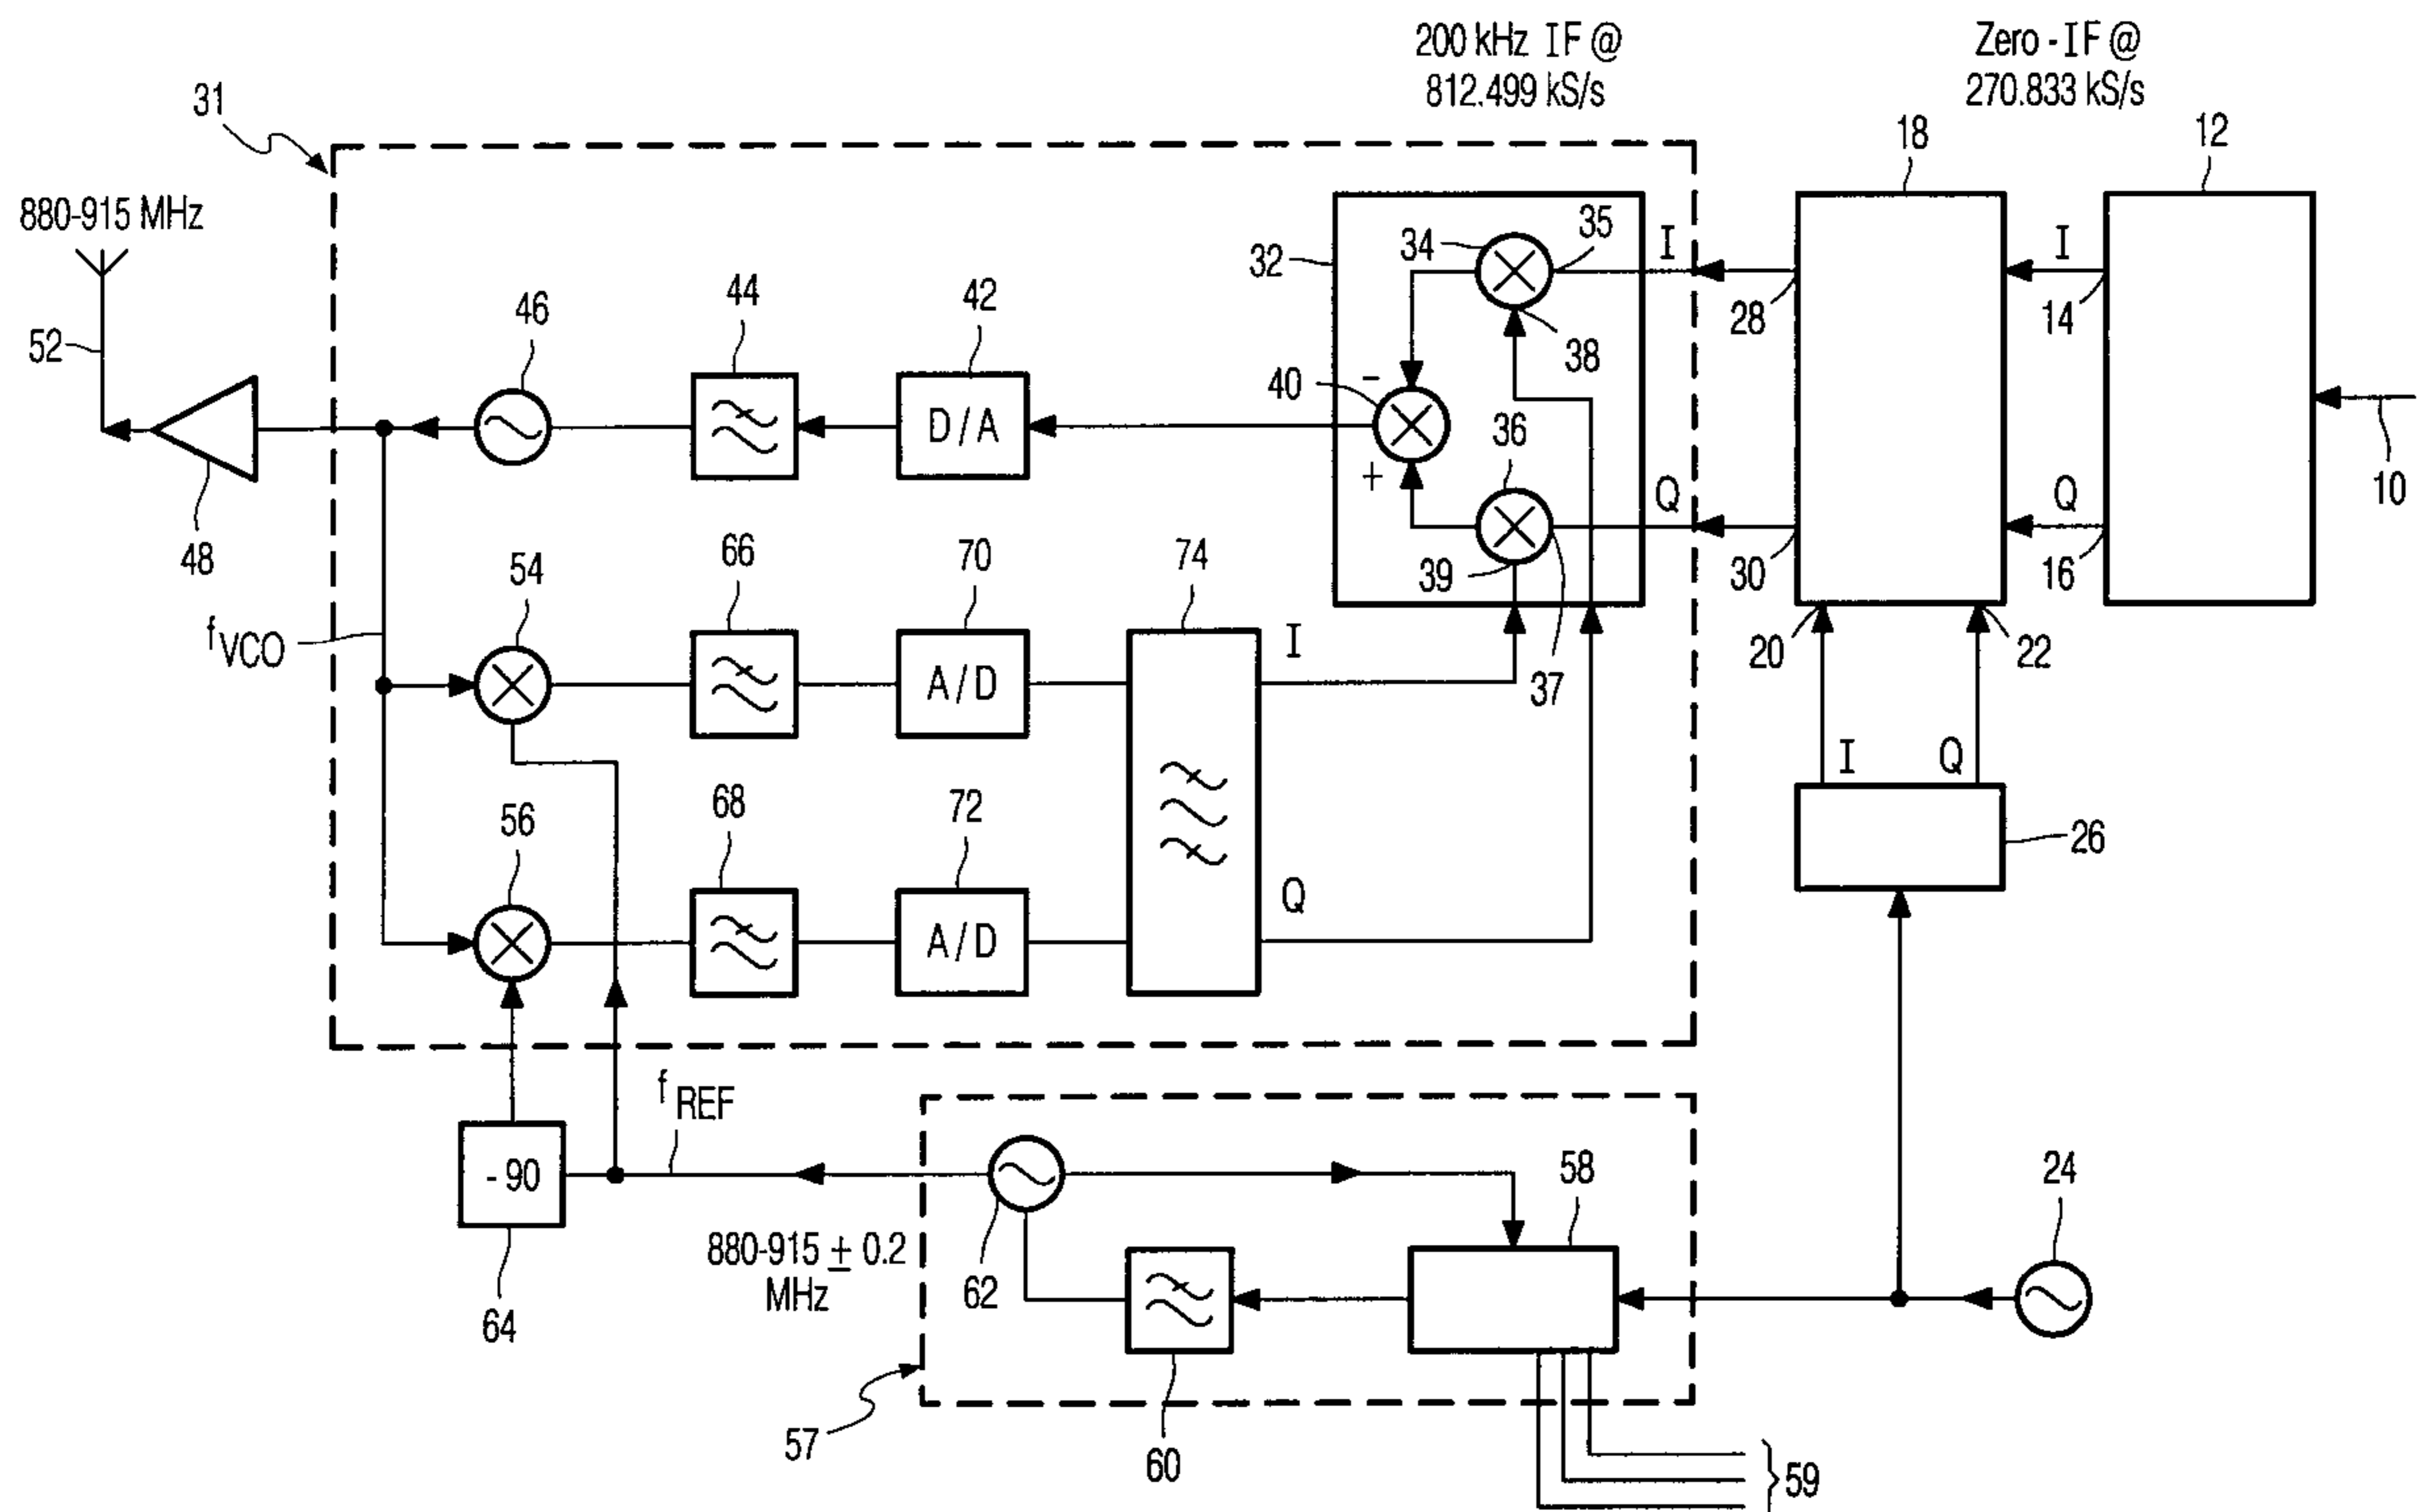 200 kHz IF @
812.499 kS/s
Zero -IF @
270.833 kS/s
31
18
12
880-915 MHz
52
46
44
42
32
34
35
I
28
I
14
38
40
-
+
36
D/A
10
48
Q
30
Q
16
39
37
20
22
fVCO
54
66
70
74
I
A/D
I
Q
26
56
68
72
A/D
Q
fREF
-90
64
880-915 ± 0.2
MHz
62
58
24
57
60
59